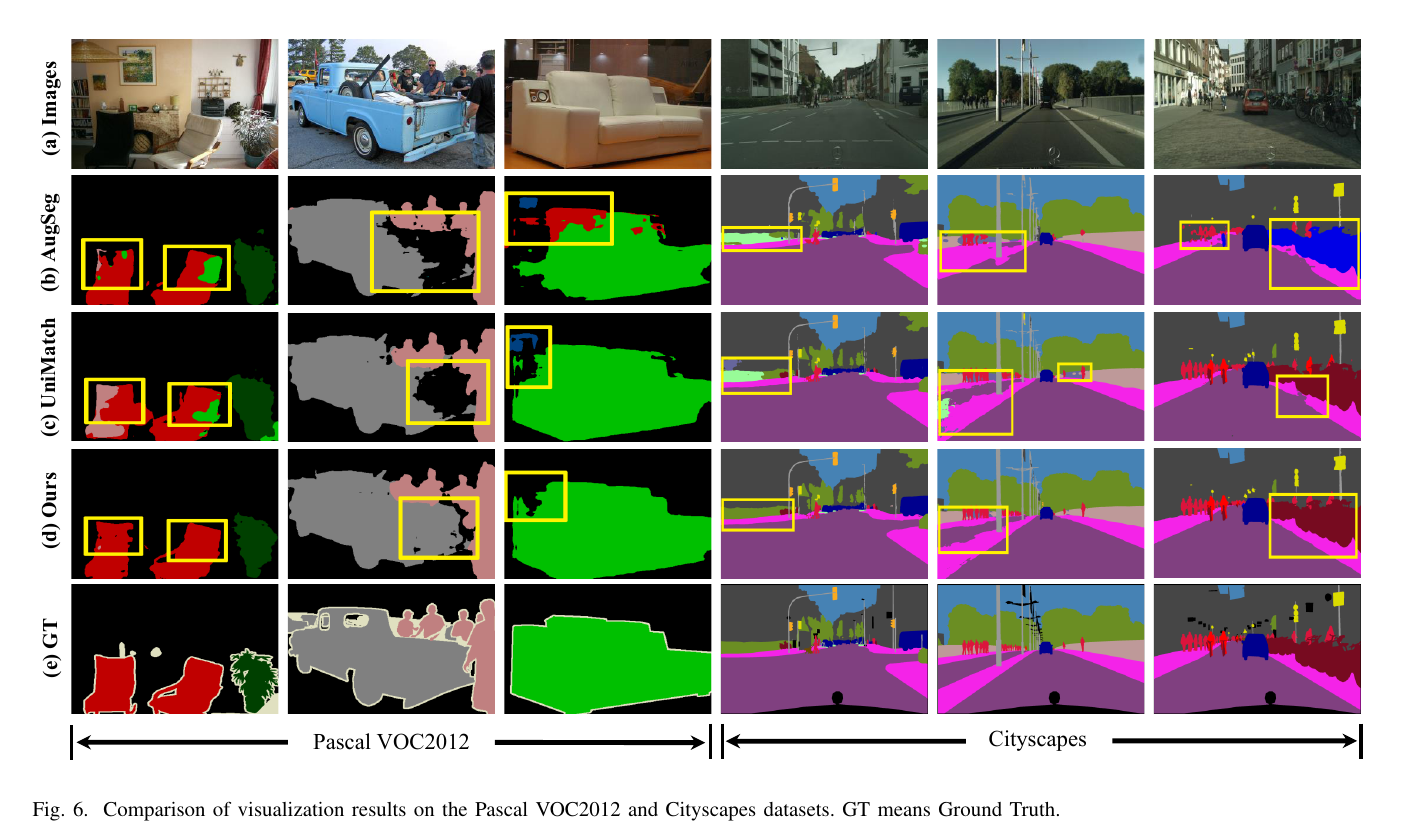 (a) Images
(b) AugSeg
(c) UniMatch
(d) Ours
(e) GT
Pascal VOC2012
Cityscapes
Fig. 6. Comparison of visualization results on the Pascal VOC2012 and Cityscapes datasets. GT means Ground Truth.